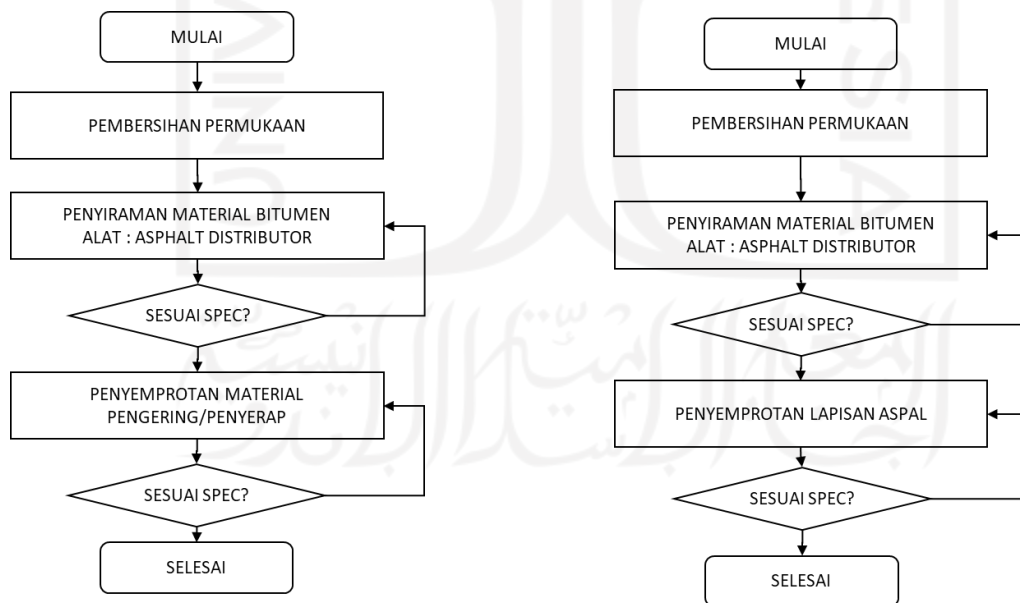 MULAI
PEMBERSIHAN PERMUKAAN
PENYIRAMAN MATERIAL BITUMEN
ALAT : ASPHALT DISTRIBUTOR
SESUAI SPEC?
PENYEMPROTAN MATERIAL
PENGERING/PENYERAP
SESUAI SPEC?
SELESAI
MULAI
PEMBERSIHAN PERMUKAAN
PENYIRAMAN MATERIAL BITUMEN
ALAT : ASPHALT DISTRIBUTOR
SESUAI SPEC?
PENYEMPROTAN LAPISAN ASPAL
SESUAI SPEC?
SELESAI